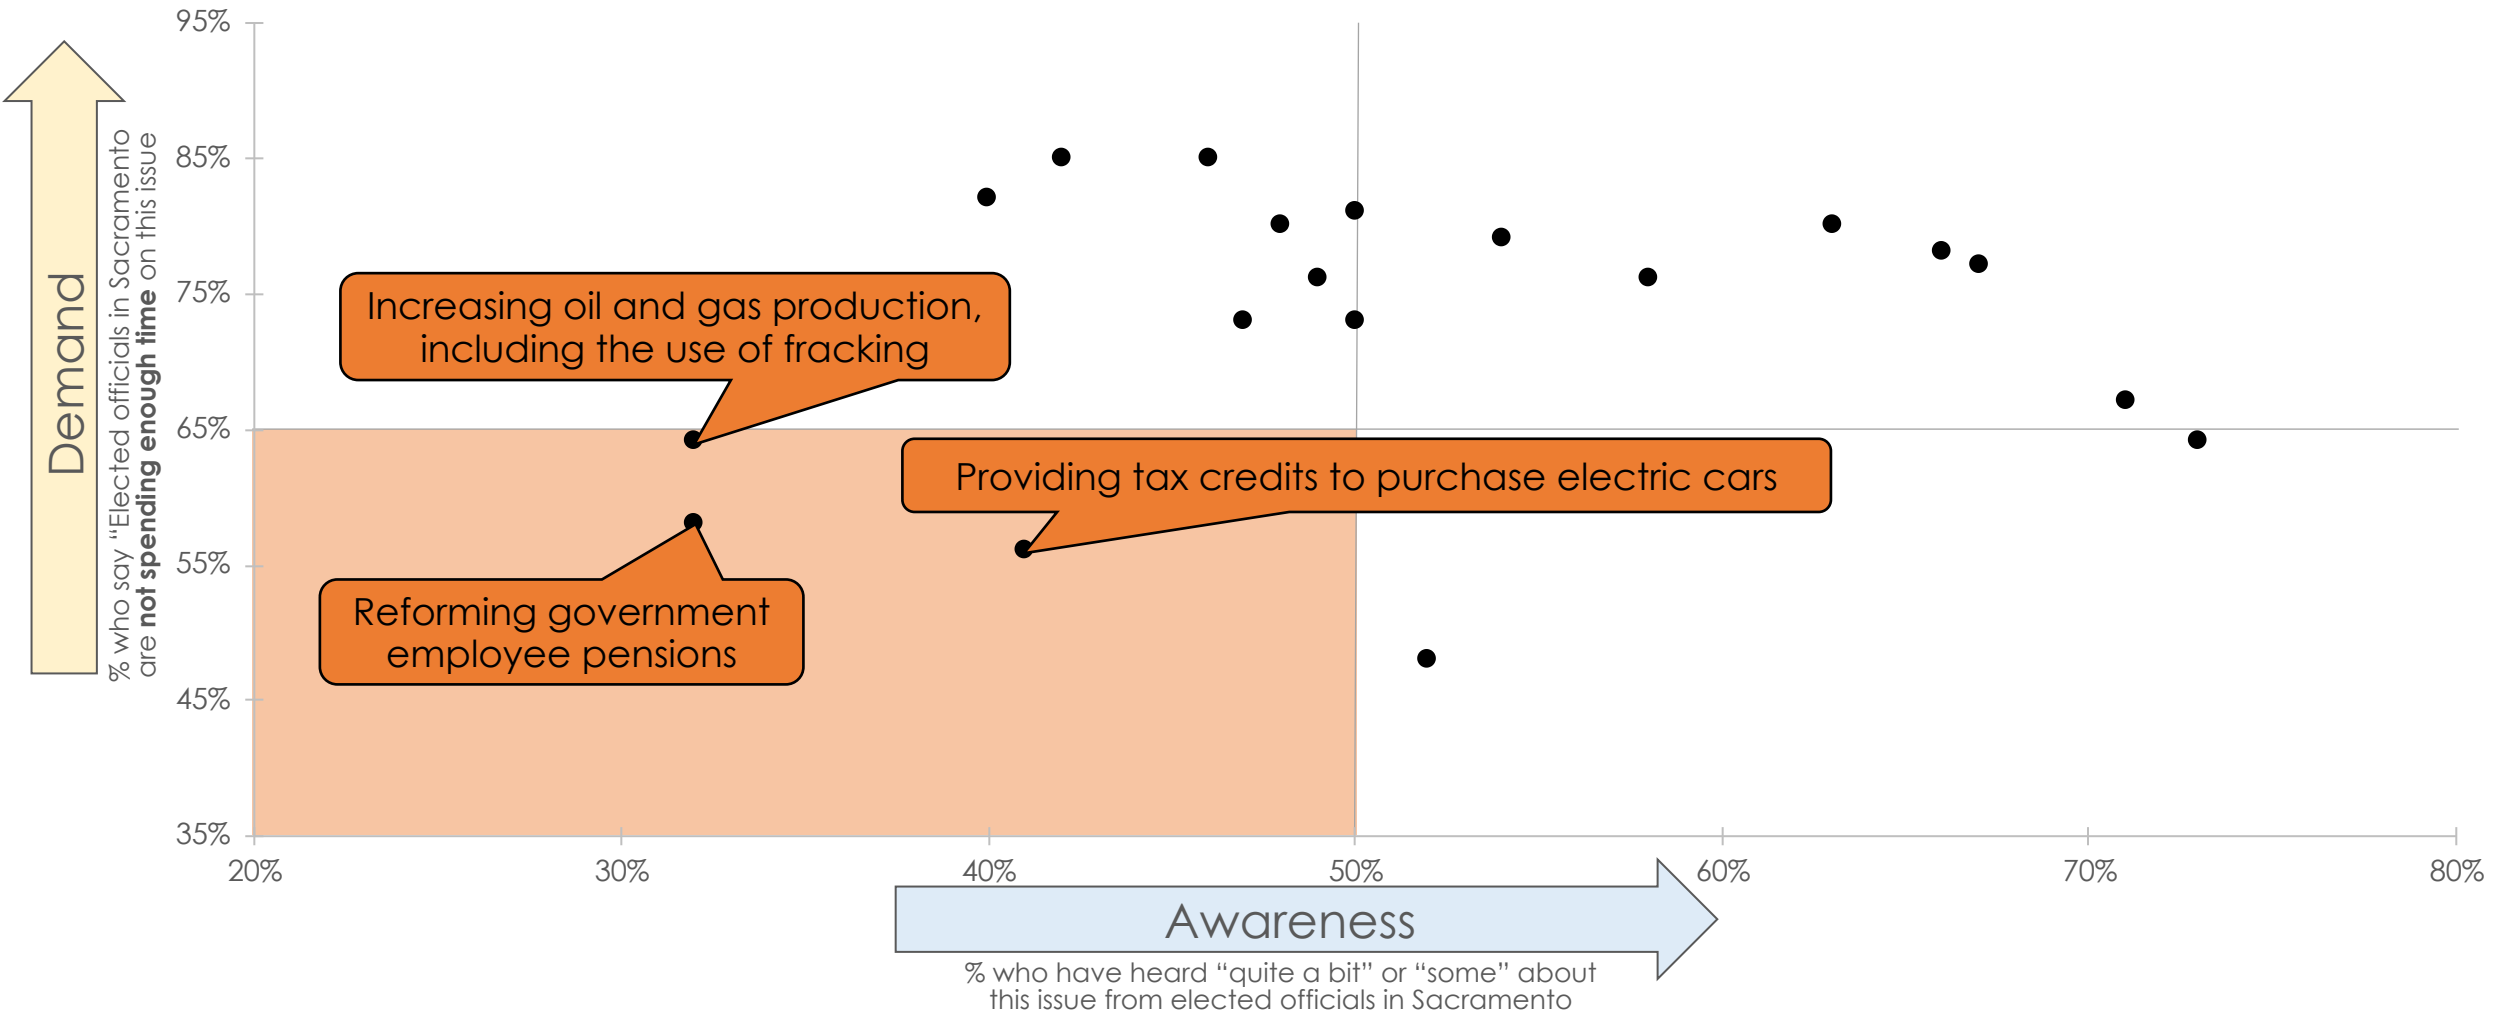 95%
85%
75%
65%
55%
45%
35%
Demand
% who say “Elected officials in Sacramento
are not spending enough time on this issue
Increasing oil and gas production,
including the use of fracking
Providing tax credits to purchase electric cars
Reforming government
employee pensions
20%
30%
40%
50%
60%
70%
80%
Awareness
% who have heard “quite a bit” or “some” about
this issue from elected officials in Sacramento